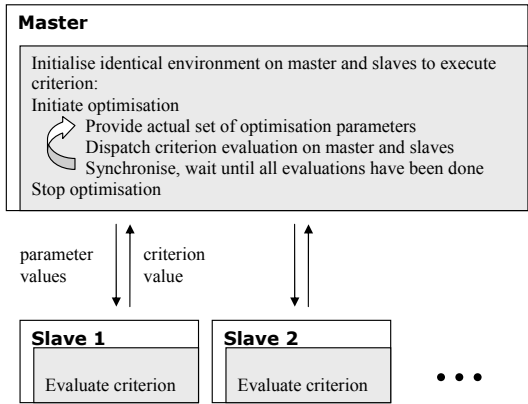 Master
Initialise identical environment on master and slaves to execute
criterion:
Initiate optimisation
Provide actual set of optimisation parameters
Dispatch criterion evaluation on master and slaves
Synchronise, wait until all evaluations have been done
Stop optimisation
parameter
values
criterion
value
Slave 1
Evaluate criterion
Slave 2
Evaluate criterion